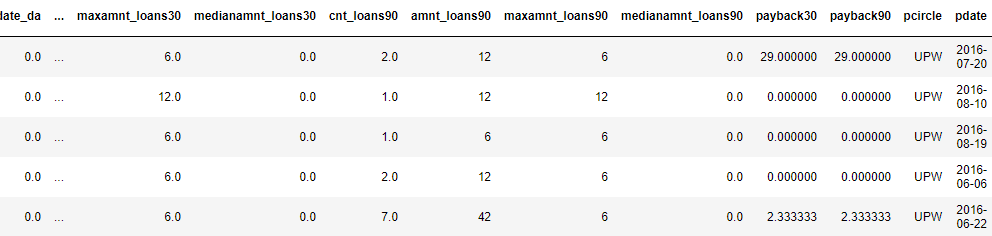 date_da ... maxamnt_loans30 medianamnt_loans30 cnt_loans90 amnt_loans90 maxamnt_loans90 medianamnt_loans90 payback30 payback90 pcircle pdate
0.0 ... 6.0 0.0 2.0 12 6 0.0 29.000000 29.000000 UPW 2016-
07-20
0.0 ... 12.0 0.0 1.0 12 12 0.0 0.000000 0.000000 UPW 2016-
08-10
0.0 ... 6.0 0.0 1.0 6 6 0.0 0.000000 0.000000 UPW 2016-
08-19
0.0 ... 6.0 0.0 2.0 12 6 0.0 0.000000 0.000000 UPW 2016-
06-06
0.0 ... 6.0 0.0 7.0 42 6 0.0 2.333333 2.333333 UPW 2016-
06-22